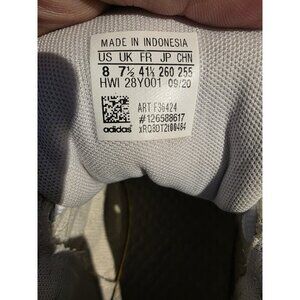 MADE IN INDONESIA
US UK FR JP CHN
8 7½ 41⅓ 260 255
HWI 28Y001 09/20
ART F36424
#126588617
xRQ8DT2t00484
adidas